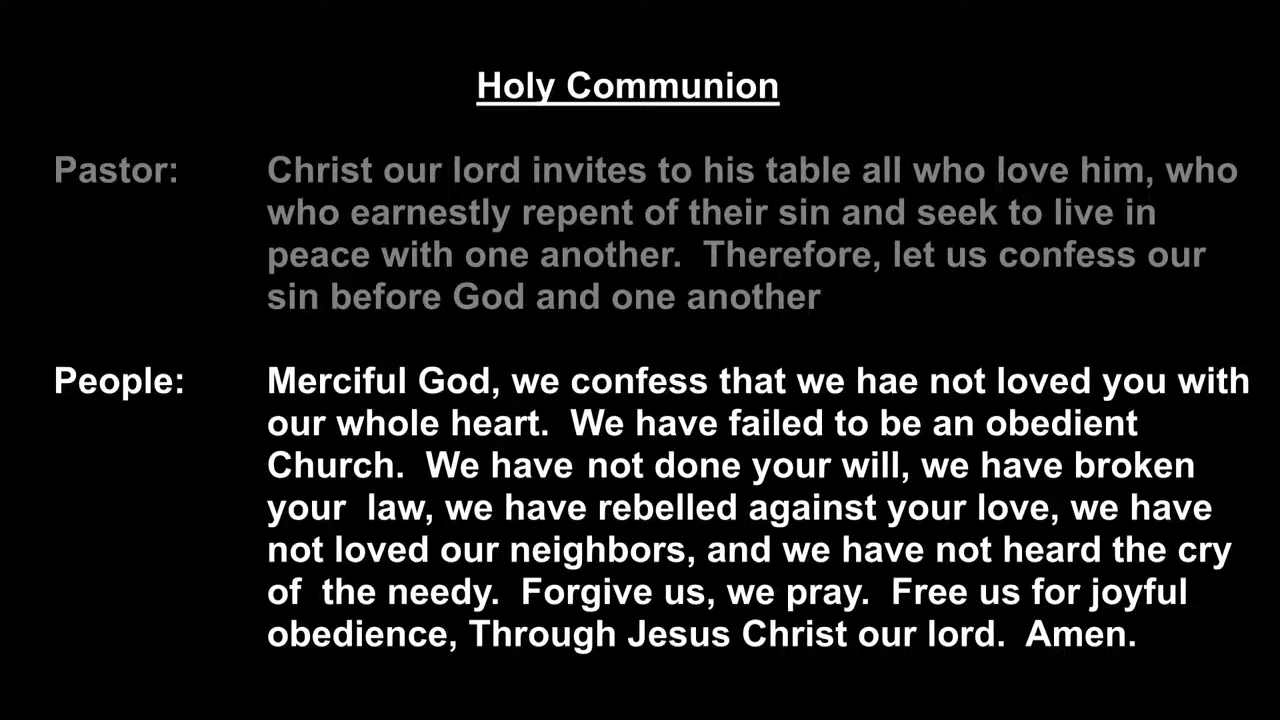 Holy Communion
Pastor: Christ our lord invites to his table all who love him, who
who earnestly repent of their sin and seek to live in
peace with one another. Therefore, let us confess our
sin before God and one another
People: Merciful God, we confess that we hae not loved you with
our whole heart. We have failed to be an obedient
Church. We have not done your will, we have broken
your law, we have rebelled against your love, we have
not loved our neighbors, and we have not heard the cry
of the needy. Forgive us, we pray. Free us for joyful
obedience, Through Jesus Christ our lord. Amen.